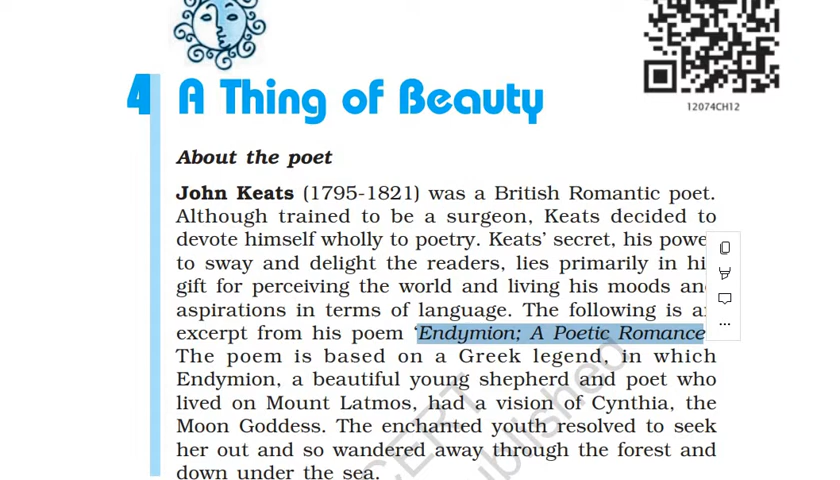 12074CH12
4 A Thing of Beauty
About the poet
John Keats (1795-1821) was a British Romantic poet.
Although trained to be a surgeon, Keats decided to
devote himself wholly to poetry. Keats' secret, his powe
to sway and delight the readers, lies primarily in hi
gift for perceiving the world and living his moods an
aspirations in terms of language. The following is a
excerpt from his poem ‘Endymion; A Poetic Romance
The poem is based on a Greek legend, in which
Endymion, a beautiful young shepherd and poet who
lived on Mount Latmos, had a vision of Cynthia, the
Moon Goddess. The enchanted youth resolved to seek
her out and so wandered away through the forest and
down under the sea.